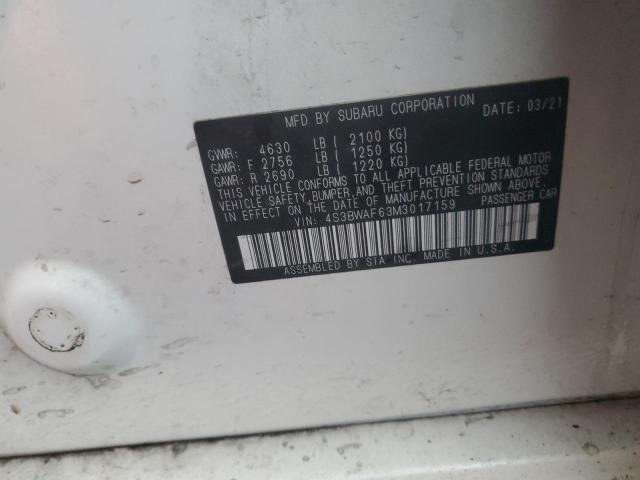 MFD BY SUBARU CORPORATION DATE: 03/21
GVWR: 4630 LB ( 2100 KG)
GAWR: F 2756 LB ( 1250 KG)
GAWR: R 2690 LB ( 1220 KG)
THIS VEHICLE CONFORMS TO ALL APPLICABLE FEDERAL MOTOR
VEHICLE SAFETY, BUMPER, AND THEFT PREVENTION STANDARDS
IN EFFECT ON THE DATE OF MANUFACTURE SHOWN ABOVE.
VIN: 4S3BWAF63M3017159 PASSENGER CAR
ASSEMBLED BY SIA INC. MADE IN U.S.A.